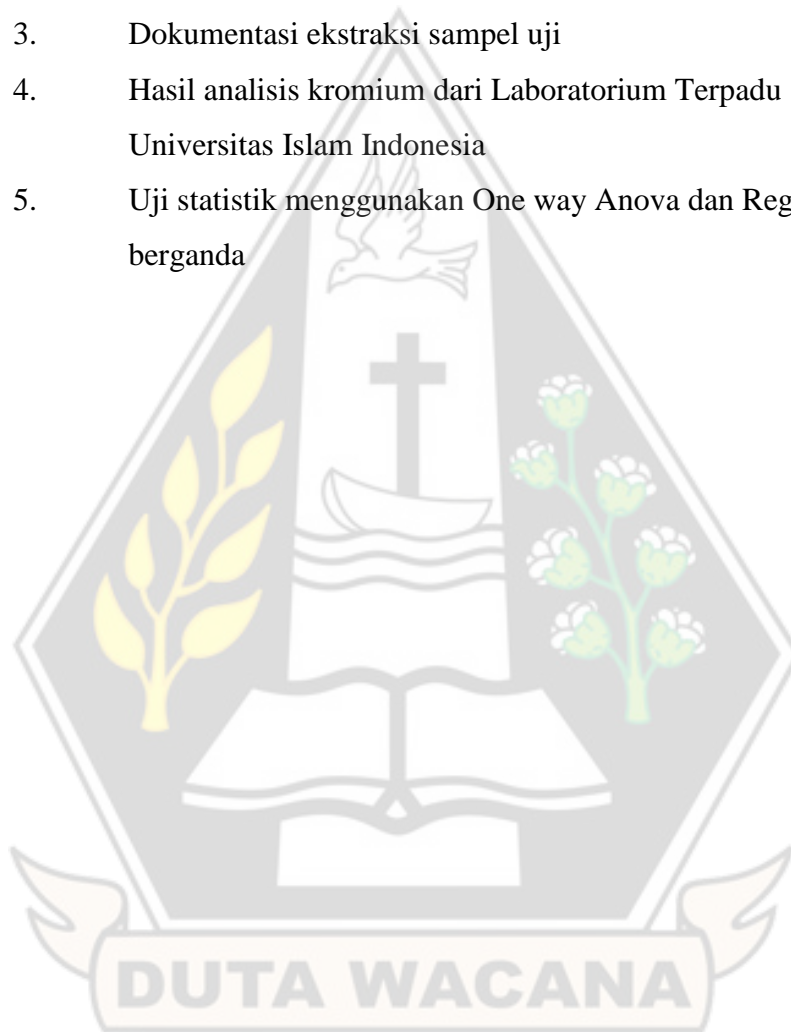 3. Dokumentasi ekstraksi sampel uji
4. Hasil analisis kromium dari Laboratorium Terpadu
Universitas Islam Indonesia
5. Uji statistik menggunakan One way Anova dan Reg
berganda
DUTA WACANA